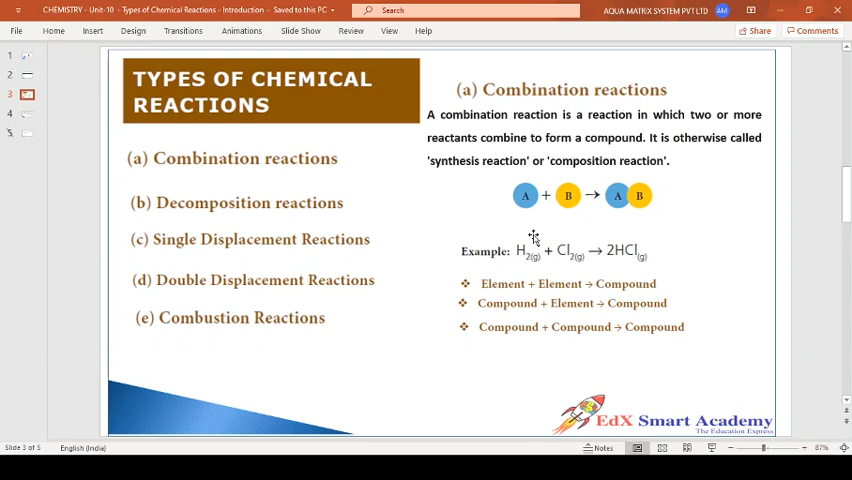 CHEMISTRY - Unit-10 - Types of Chemical Reactions - Introduction - Saved to this PC
Search
AQUA MATRIX SYSTEM PVT LTD
AM
File Home Insert Design Transitions Animations Slide Show Review View Help
Share
Comments
1
2
3
4
5
TYPES OF CHEMICAL
REACTIONS
(a) Combination reactions
(b) Decomposition reactions
(c) Single Displacement Reactions
(d) Double Displacement Reactions
(e) Combustion Reactions
(a) Combination reactions
A combination reaction is a reaction in which two or more
reactants combine to form a compound. It is otherwise called
'synthesis reaction' or 'composition reaction'.
A + B → A B
Example: H2(g) + Cl2(g) → 2HCl(g)
❖ Element + Element → Compound
❖ Compound + Element → Compound
❖ Compound + Compound → Compound
EdX Smart Academy
The Education Express
Slide 3 of 5
English (India)
Notes
87%